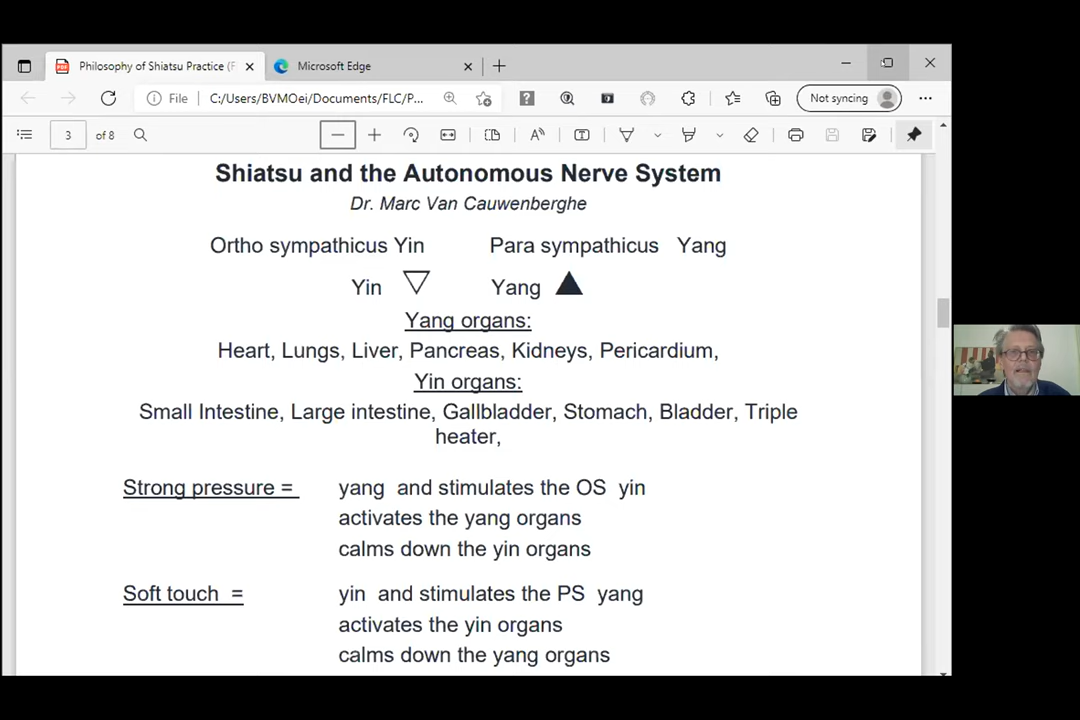 Philosophy of Shiatsu Practice (F
Microsoft Edge
File
C:/Users/BVMOei/Documents/FLC/P...
Not syncing
3 of 8
Shiatsu and the Autonomous Nerve System
Dr. Marc Van Cauwenberghe
Ortho sympathicus Yin Para sympathicus Yang
Yin Yang
Yang organs:
Heart, Lungs, Liver, Pancreas, Kidneys, Pericardium,
Yin organs:
Small Intestine, Large intestine, Gallbladder, Stomach, Bladder, Triple
heater,
Strong pressure = yang and stimulates the OS yin
activates the yang organs
calms down the yin organs
Soft touch = yin and stimulates the PS yang
activates the yin organs
calms down the yang organs